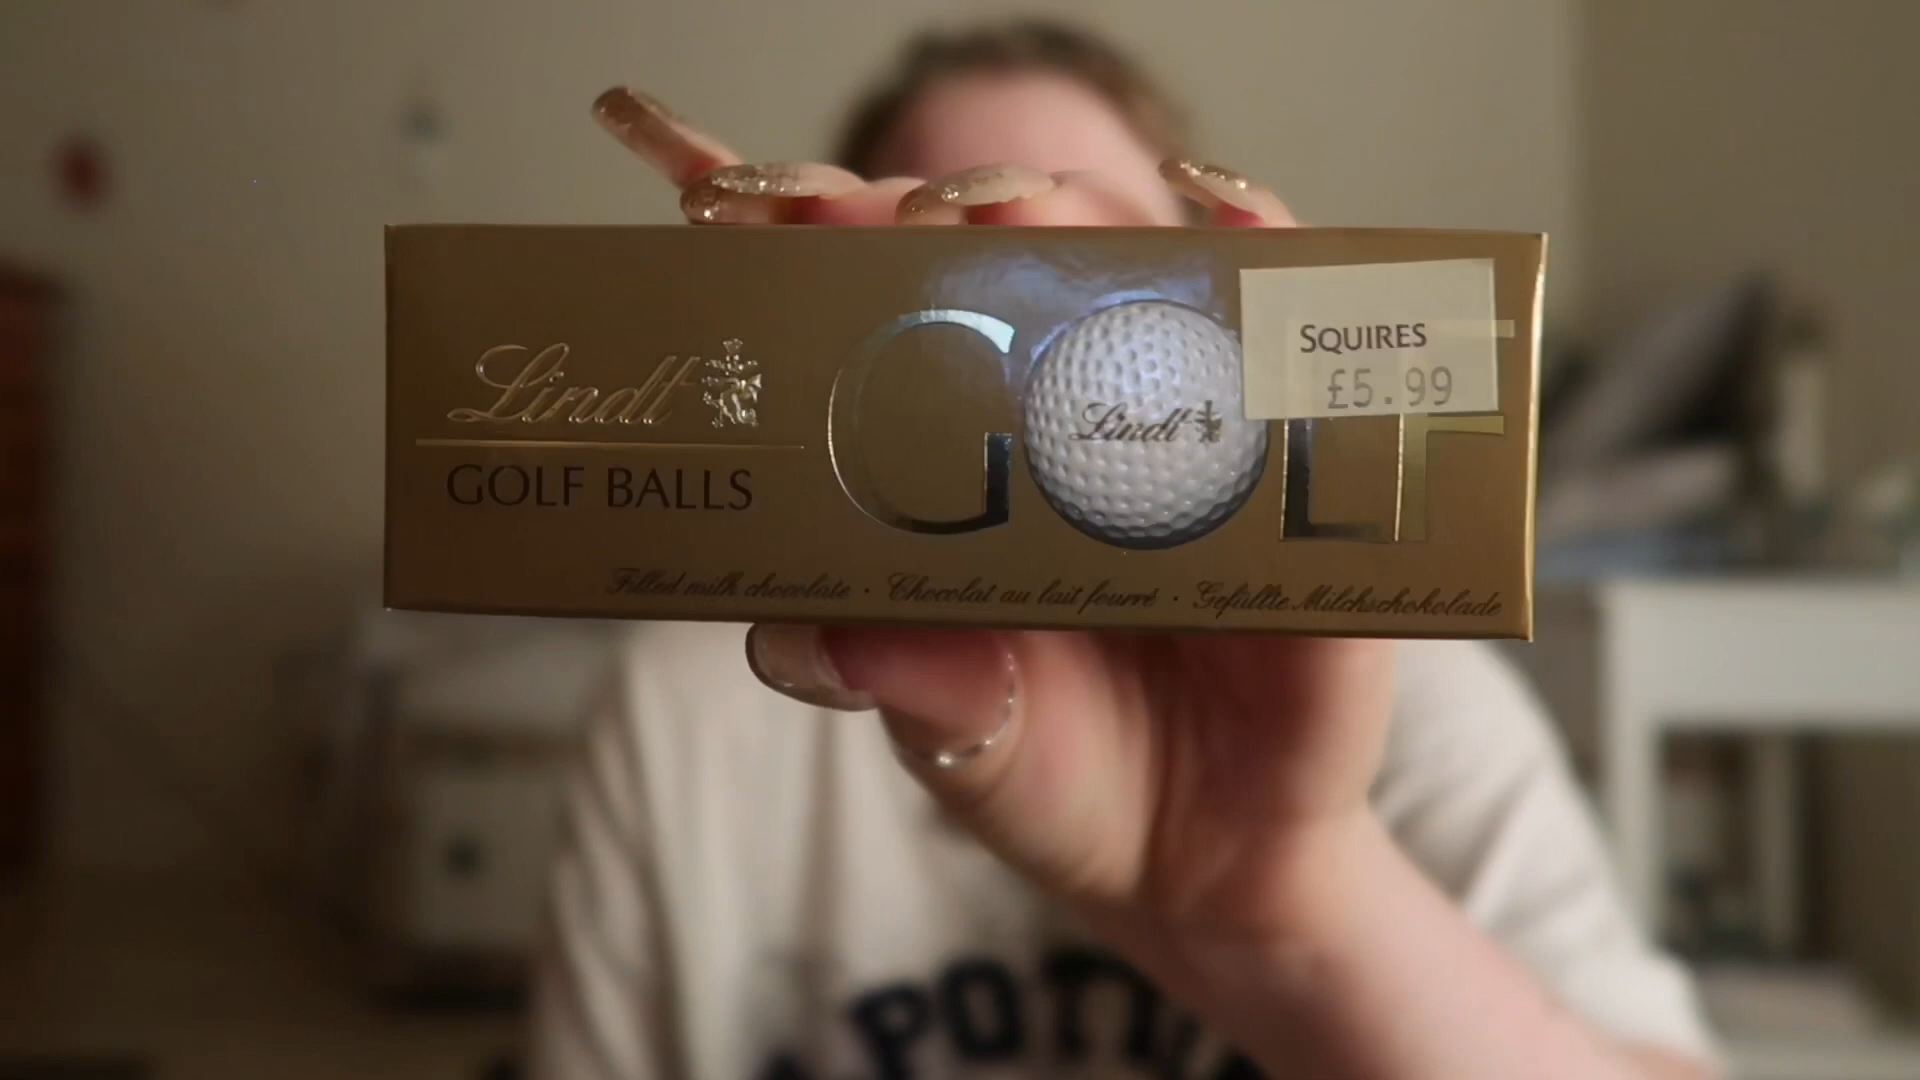 Lindt
GOLF BALLS
GOLF
Lindt
SQUIRES
£5.99
Filled milk chocolate · Chocolat au lait fourré · Gefüllte Milchschokolade